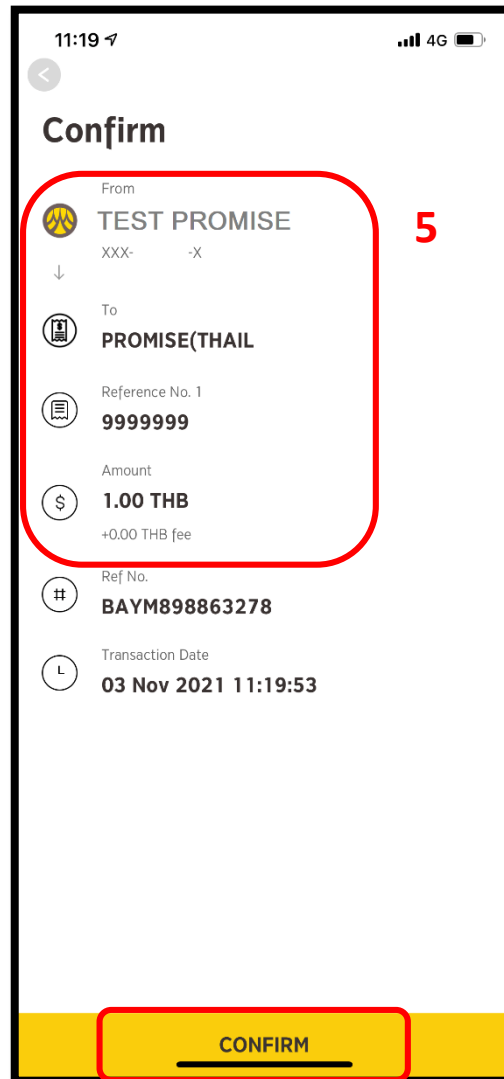 11:19 4G
Confirm
From
TEST PROMISE
5
XXX- -X
To
PROMISE(THAIL
Reference No. 1
9999999
Amount
$
1.00 THB
+0.00 THB fee
Ref No.
#
BAYM898863278
Transaction Date
03 Nov 2021 11:19:53
CONFIRM